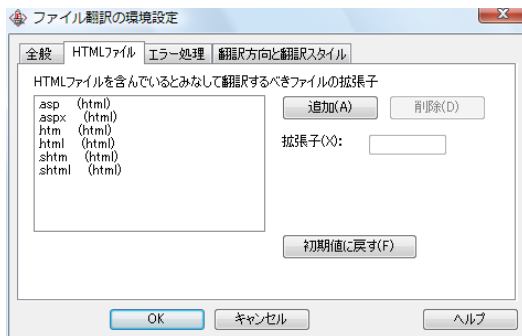 ファイル翻訳の環境設定
全般 HTMLファイル エラー処理 翻訳方向と翻訳スタイル
HTMLファイルを含んでいるとみなして翻訳するべきファイルの拡張子
.asp (html)
.aspx (html)
.htm (html)
.html (html)
.shtm (html)
.shtml (html)
追加(A) 削除(D)
拡張子(X):
初期値に戻す(F)
OK キャンセル ヘルプ